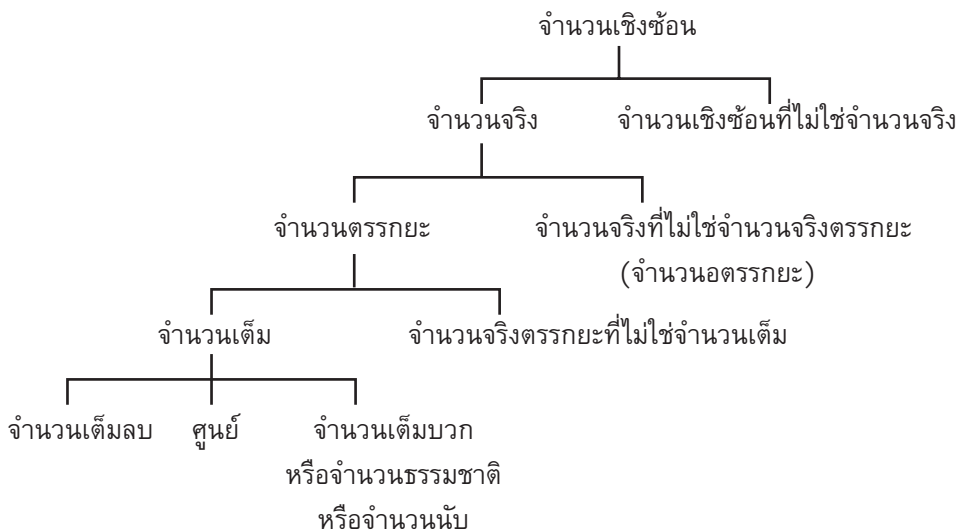 จำนวนเชิงซ้อน
จำนวนจริง จำนวนเชิงซ้อนที่ไม่ใช่จำนวนจริง
จำนวนตรรกยะ จำนวนจริงที่ไม่ใช่จำนวนจริงตรรกยะ
(จำนวนอตรรกยะ)
จำนวนเต็ม จำนวนจริงตรรกยะที่ไม่ใช่จำนวนเต็ม
จำนวนเต็มลบ ศูนย์ จำนวนเต็มบวก
หรือจำนวนธรรมชาติ
หรือจำนวนนับ